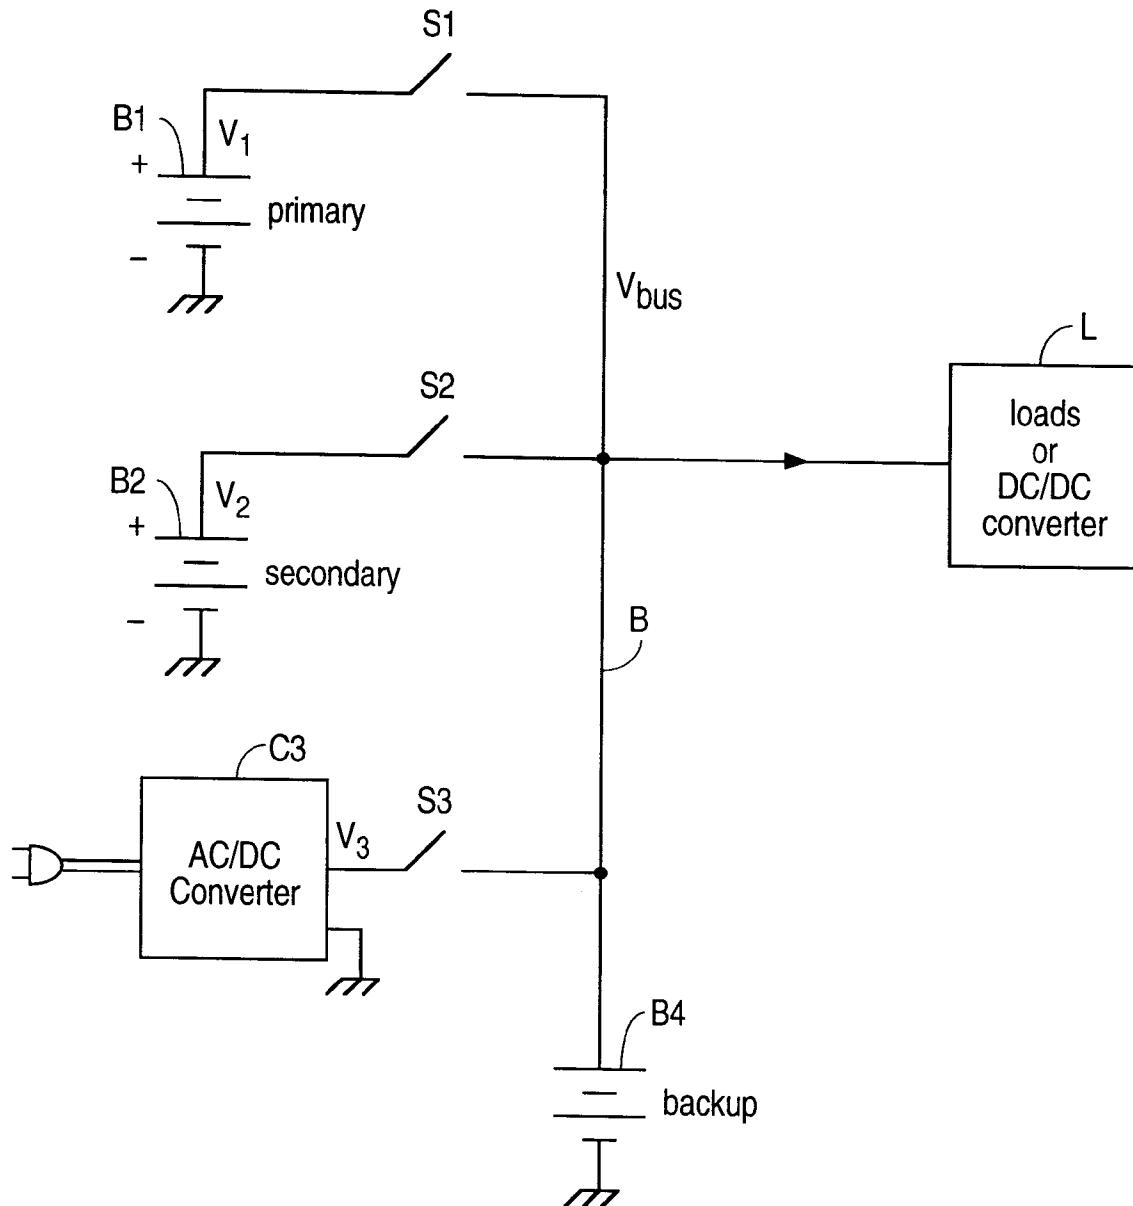 S1
B1
V1
+
primary
−
Vbus
L
loads
or
DC/DC
converter
S2
B2
V2
+
secondary
−
B
C3
S3
V3
AC/DC
Converter
B4
backup